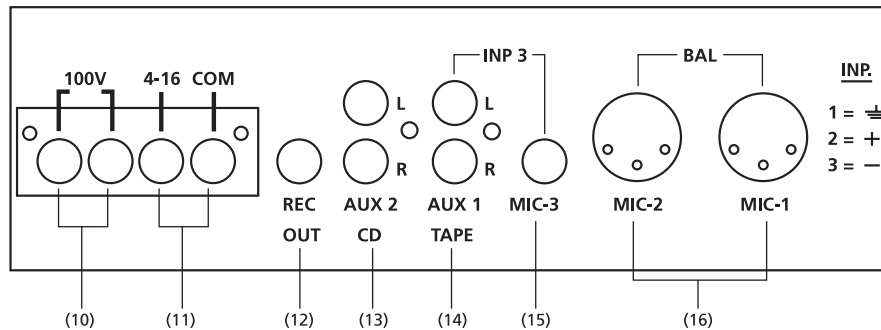 INP 3
BAL
INP.
100V
4-16
COM
L
L
1 = ⏚
2 = +
3 = −
R
R
REC
OUT
AUX 2
CD
AUX 1
TAPE
MIC-3
MIC-2
MIC-1
(10)
(11)
(12)
(13)
(14)
(15)
(16)